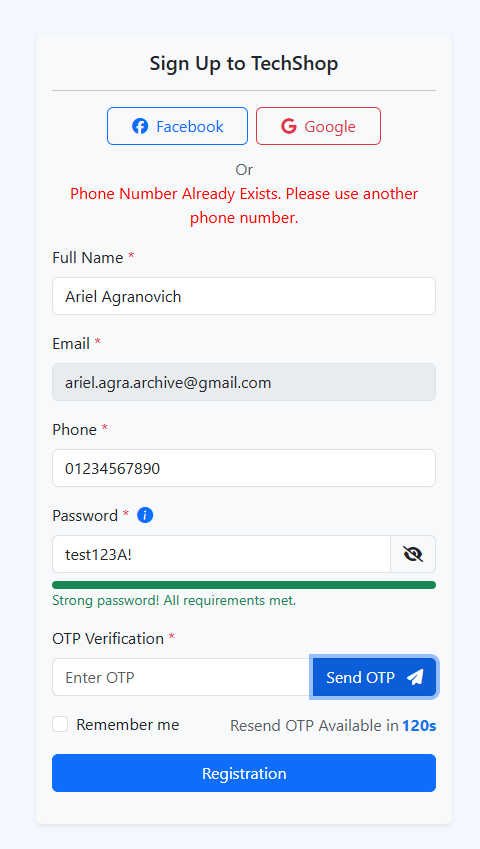 Sign Up to TechShop
Facebook
Google
Or
Phone Number Already Exists. Please use another
phone number.
Full Name *
Ariel Agranovich
Email *
ariel.agra.archive@gmail.com
Phone *
01234567890
Password *
test123A!
Strong password! All requirements met.
OTP Verification *
Enter OTP
Send OTP
Remember me
Resend OTP Available in 120s
Registration